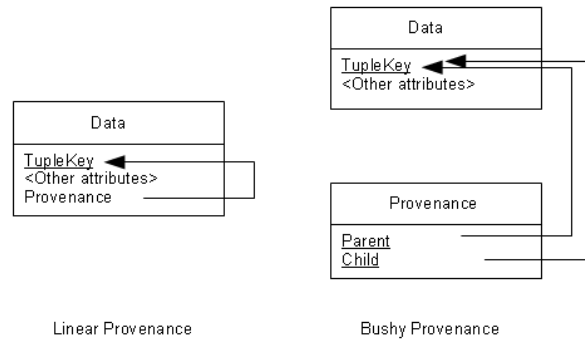 Data
TupleKey
<Other attributes>
Provenance
Linear Provenance
Data
TupleKey
<Other attributes>
Provenance
Parent
Child
Bushy Provenance